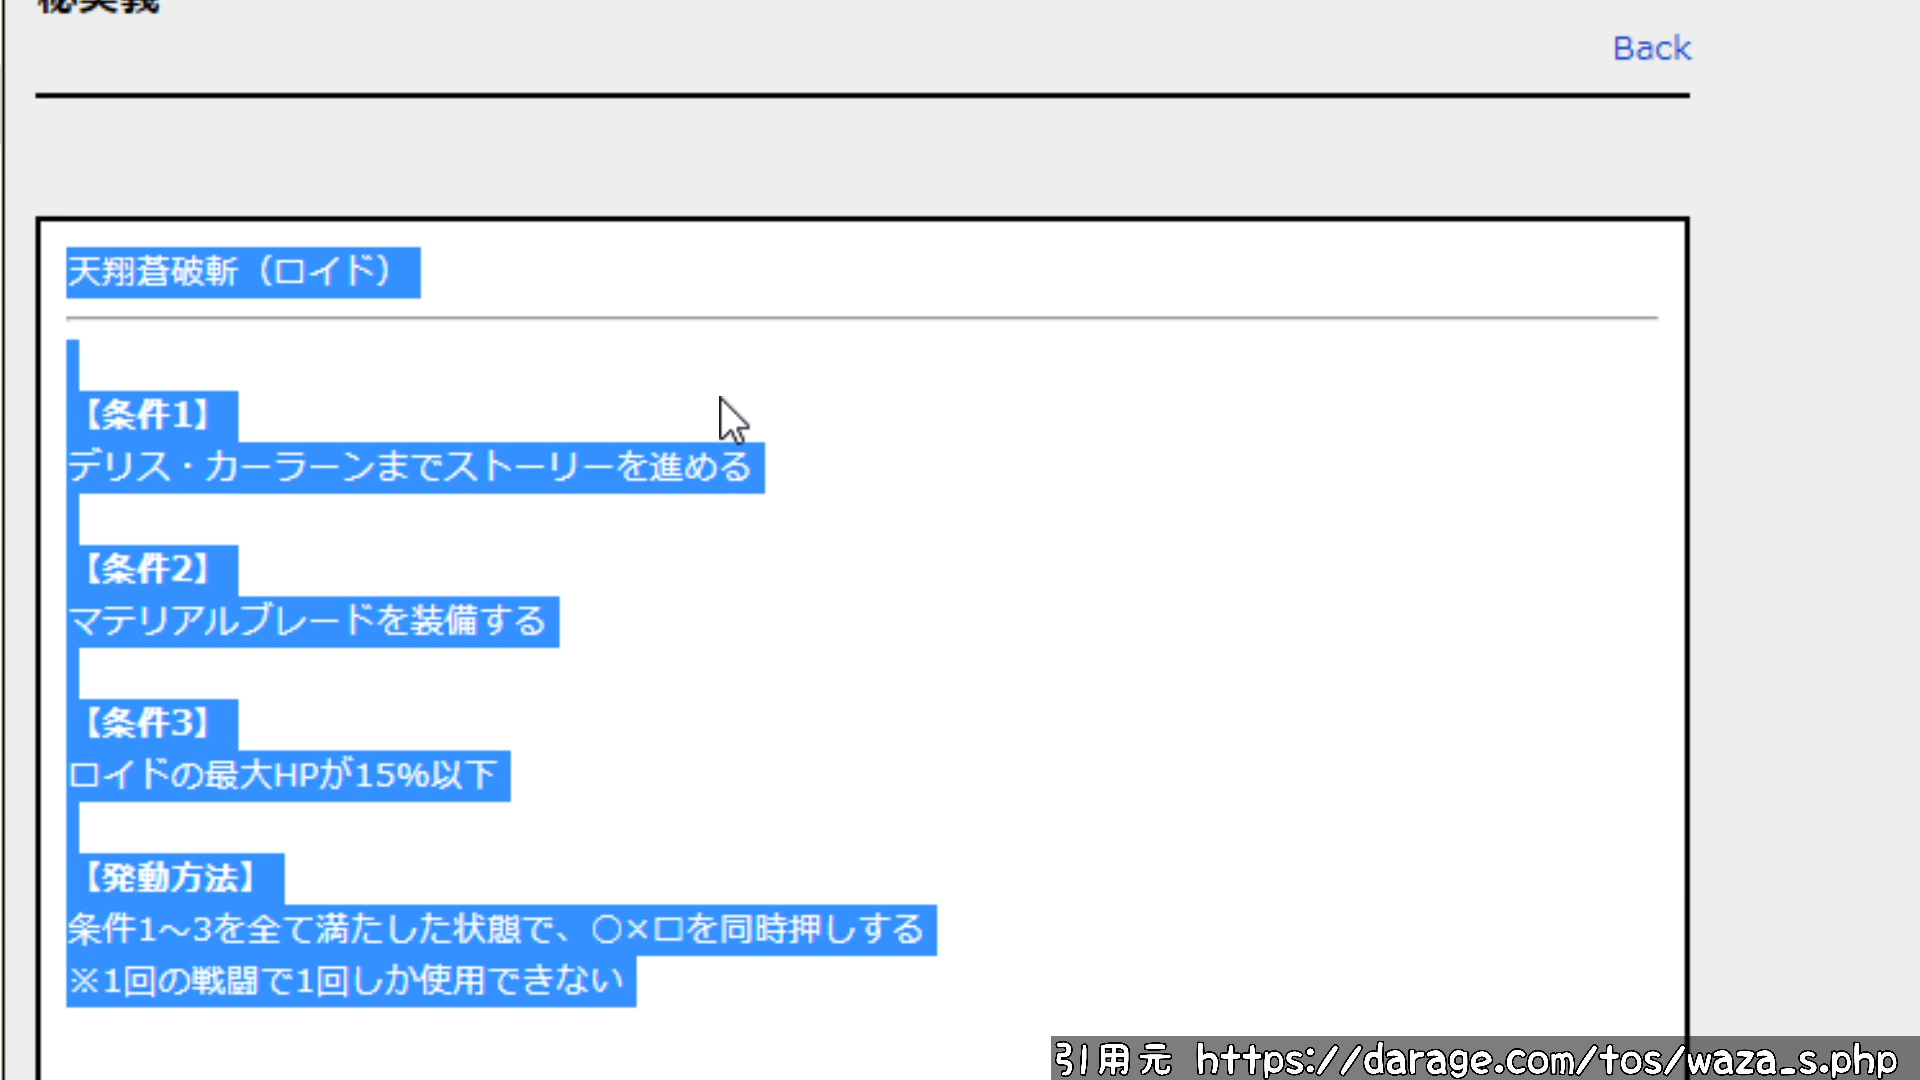 秘奥義
Back
天翔蒼破斬（ロイド）
【条件1】
デリス・カーラーンまでストーリーを進める
【条件2】
マテリアルブレードを装備する
【条件3】
ロイドの最大HPが15%以下
【発動方法】
条件1～3を全て満たした状態で、○×□を同時押しする
※1回の戦闘で1回しか使用できない
引用元 https://darage.com/tos/waza_s.php